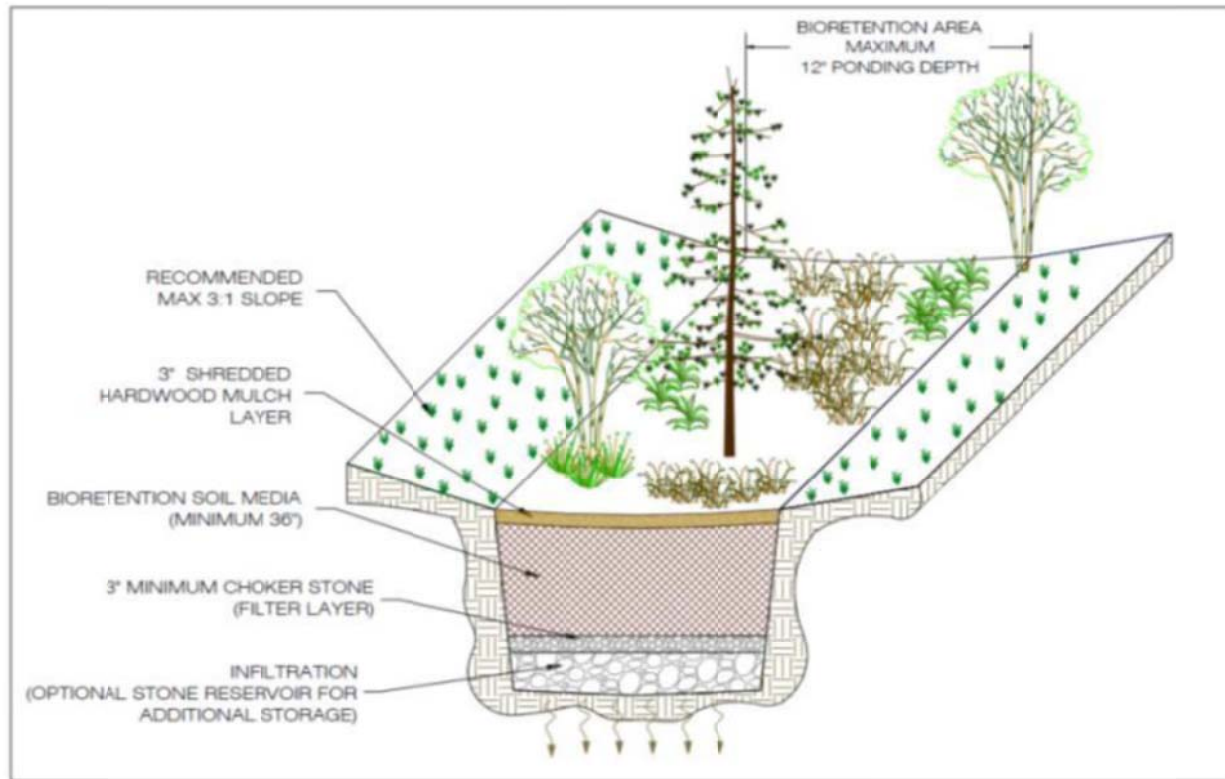 BIORETENTION AREA
MAXIMUM
12" PONDING DEPTH
RECOMMENDED
MAX 3:1 SLOPE
3" SHREDDED
HARDWOOD MULCH
LAYER
BIORETENTION SOIL MEDIA
(MINIMUM 36")
3" MINIMUM CHOKER STONE
(FILTER LAYER)
INFILTRATION
(OPTIONAL STONE RESERVOIR FOR
ADDITIONAL STORAGE)